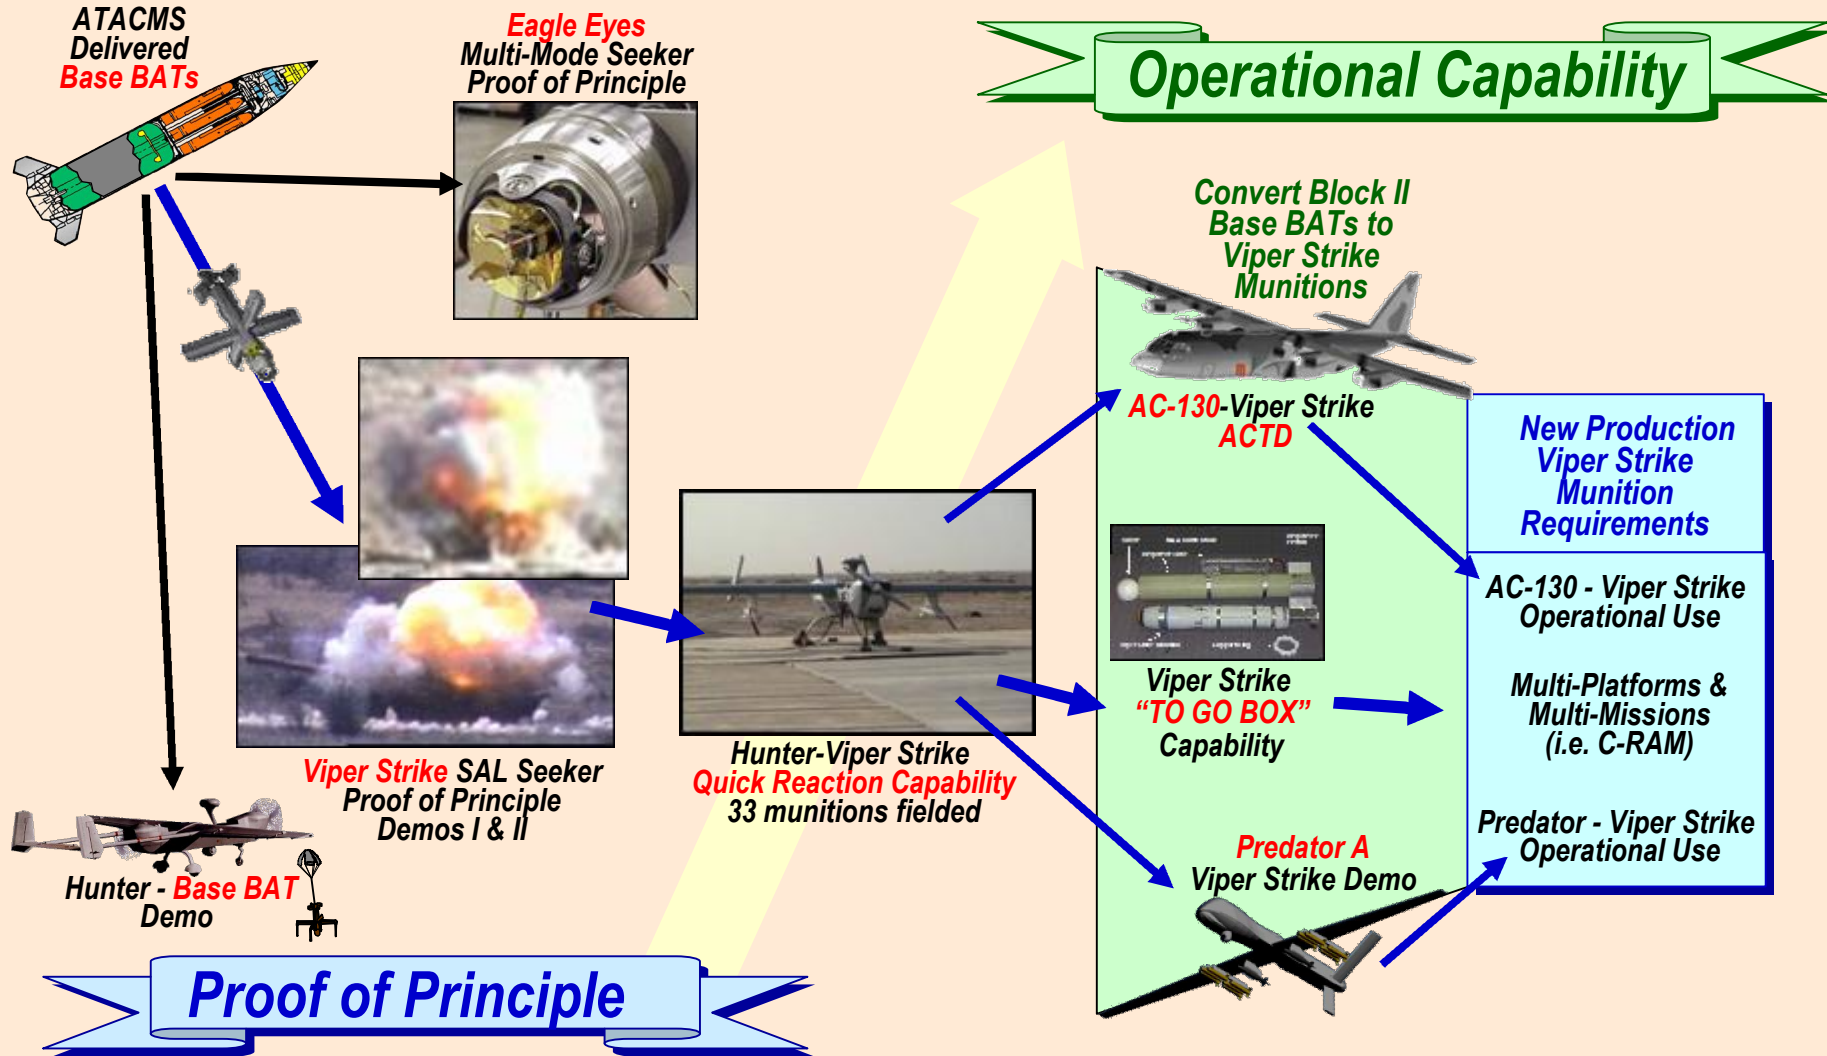 ATACMS
Delivered
Base BATs
Eagle Eyes
Multi-Mode Seeker
Proof of Principle
Operational Capability
Convert Block II
Base BATs to
Viper Strike
Munitions
AC-130-Viper Strike
ACTD
New Production
Viper Strike
Munition
Requirements
AC-130 - Viper Strike
Operational Use
Multi-Platforms &
Multi-Missions
(i.e. C-RAM)
Predator - Viper Strike
Operational Use
Viper Strike
“TO GO BOX”
Capability
Hunter-Viper Strike
Quick Reaction Capability
33 munitions fielded
Viper Strike SAL Seeker
Proof of Principle
Demos I & II
Predator A
Viper Strike Demo
Hunter - Base BAT
Demo
Proof of Principle